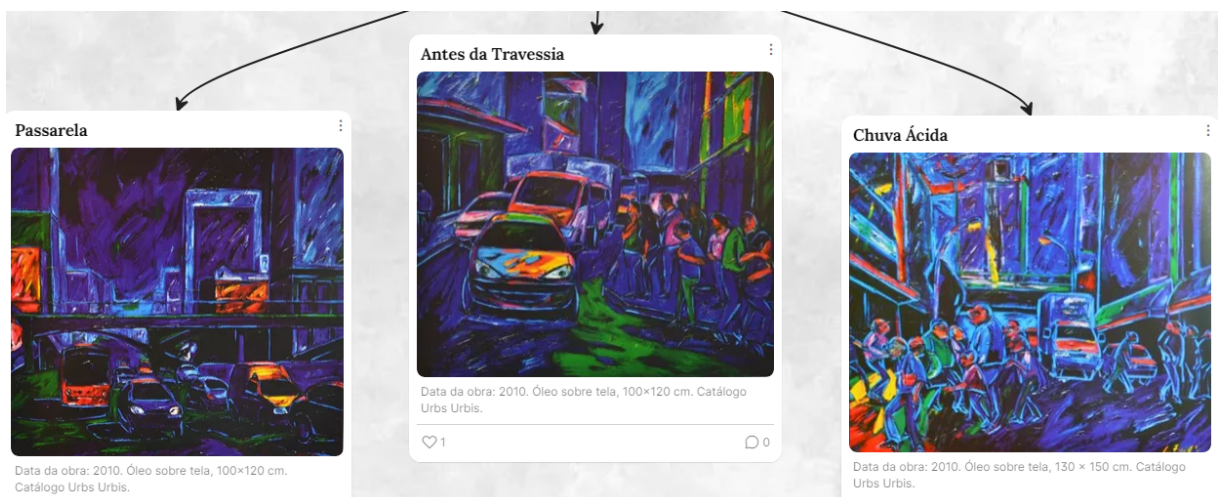 Passarela
Data da obra: 2010. Óleo sobre tela, 100×120 cm.
Catálogo Urbs Urbis.
Antes da Travessia
Data da obra: 2010. Óleo sobre tela, 100×120 cm. Catálogo
Urbs Urbis.
1
0
Chuva Ácida
Data da obra: 2010. Óleo sobre tela, 130 × 150 cm. Catálogo
Urbs Urbis.